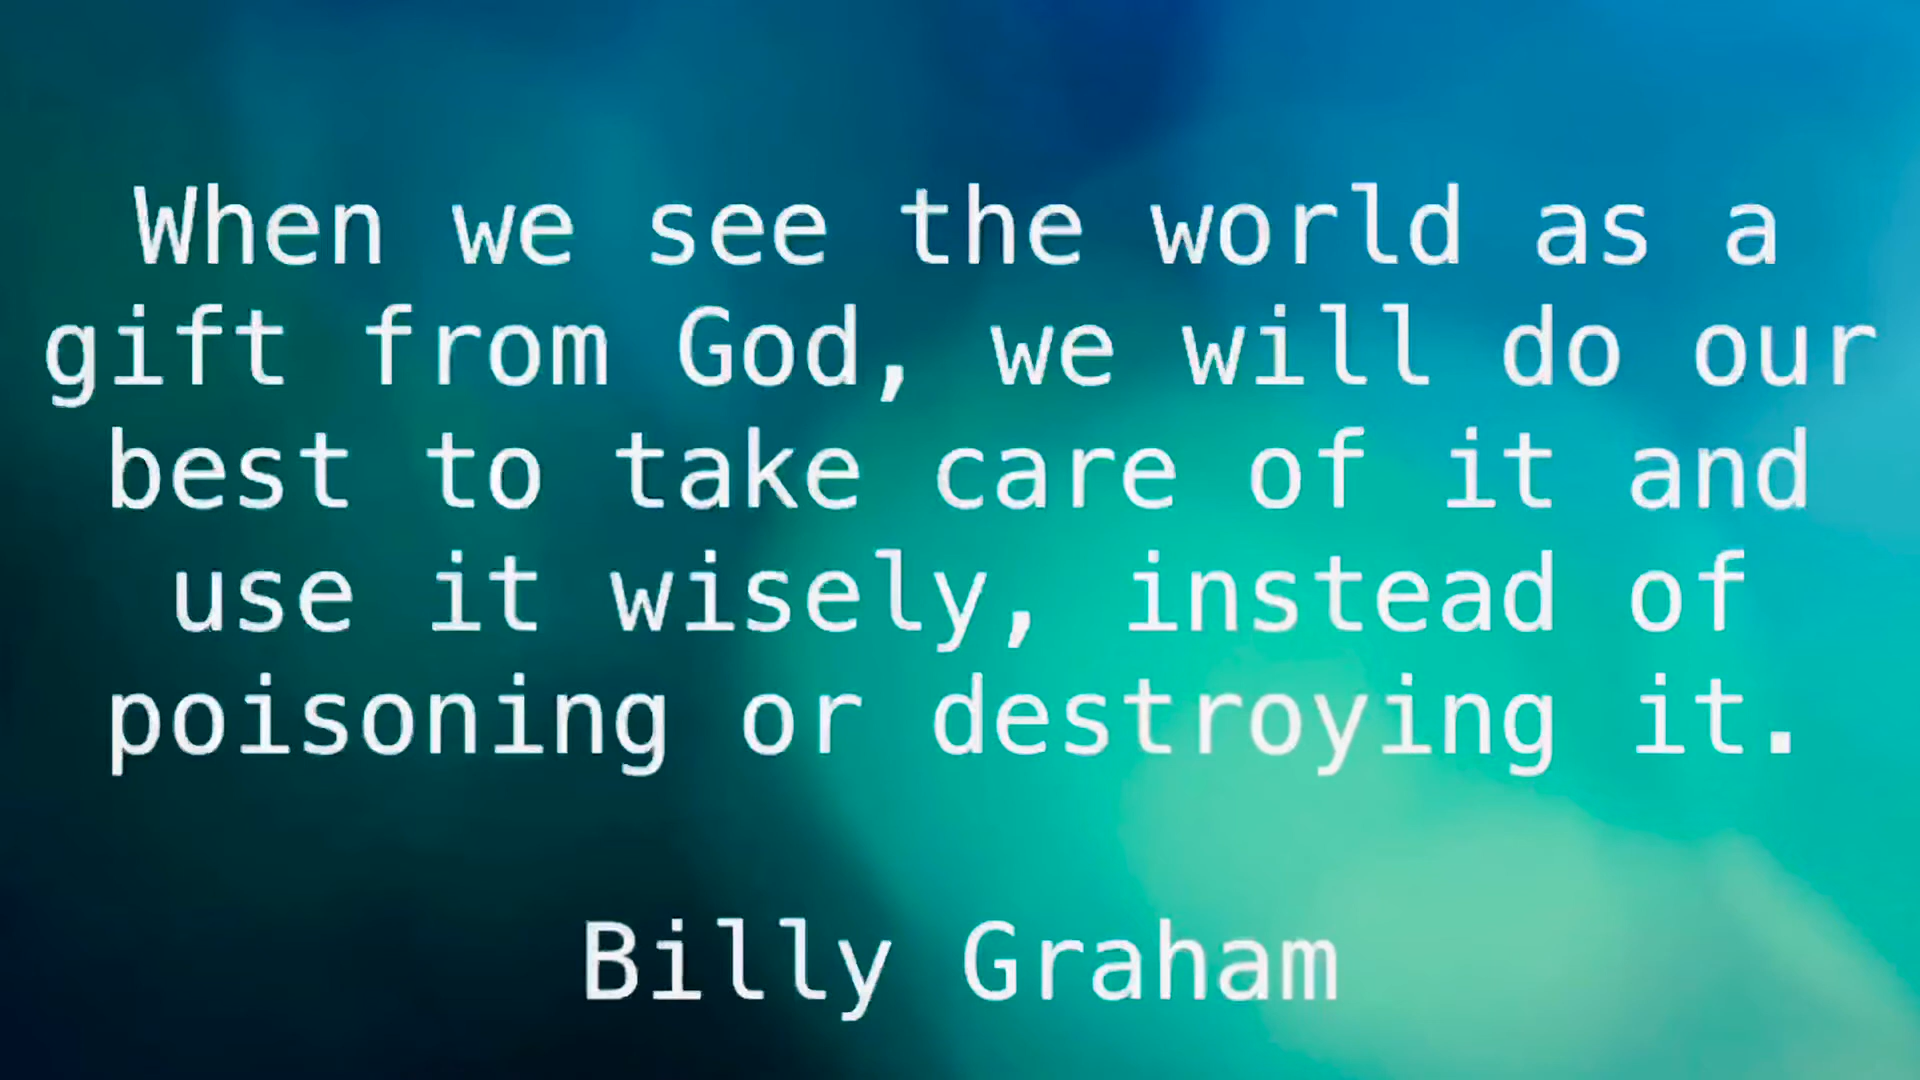 When we see the world as a
gift from God, we will do our
best to take care of it and
use it wisely, instead of
poisoning or destroying it.
Billy Graham